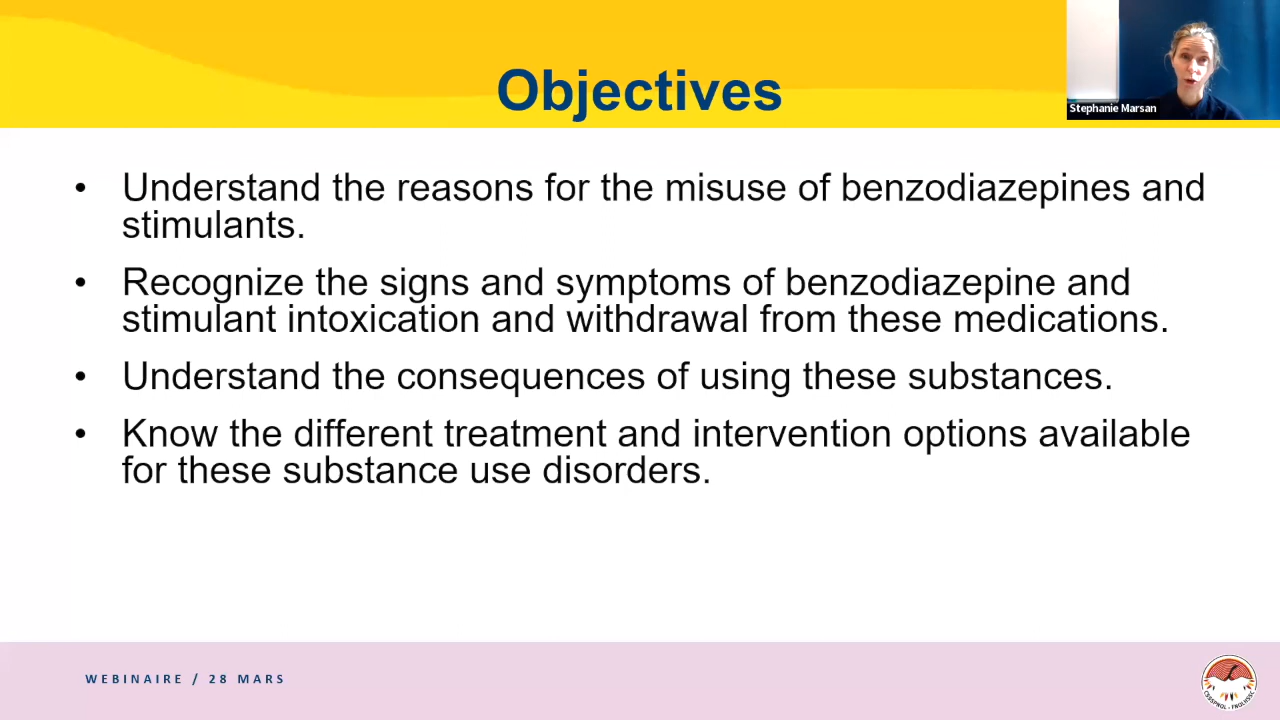 Objectives
Stephanie Marsan
• Understand the reasons for the misuse of benzodiazepines and
stimulants.
• Recognize the signs and symptoms of benzodiazepine and
stimulant intoxication and withdrawal from these medications.
• Understand the consequences of using these substances.
• Know the different treatment and intervention options available
for these substance use disorders.
WEBINAIRE / 28 MARS
CSSSPNQL - FNQLHSSC